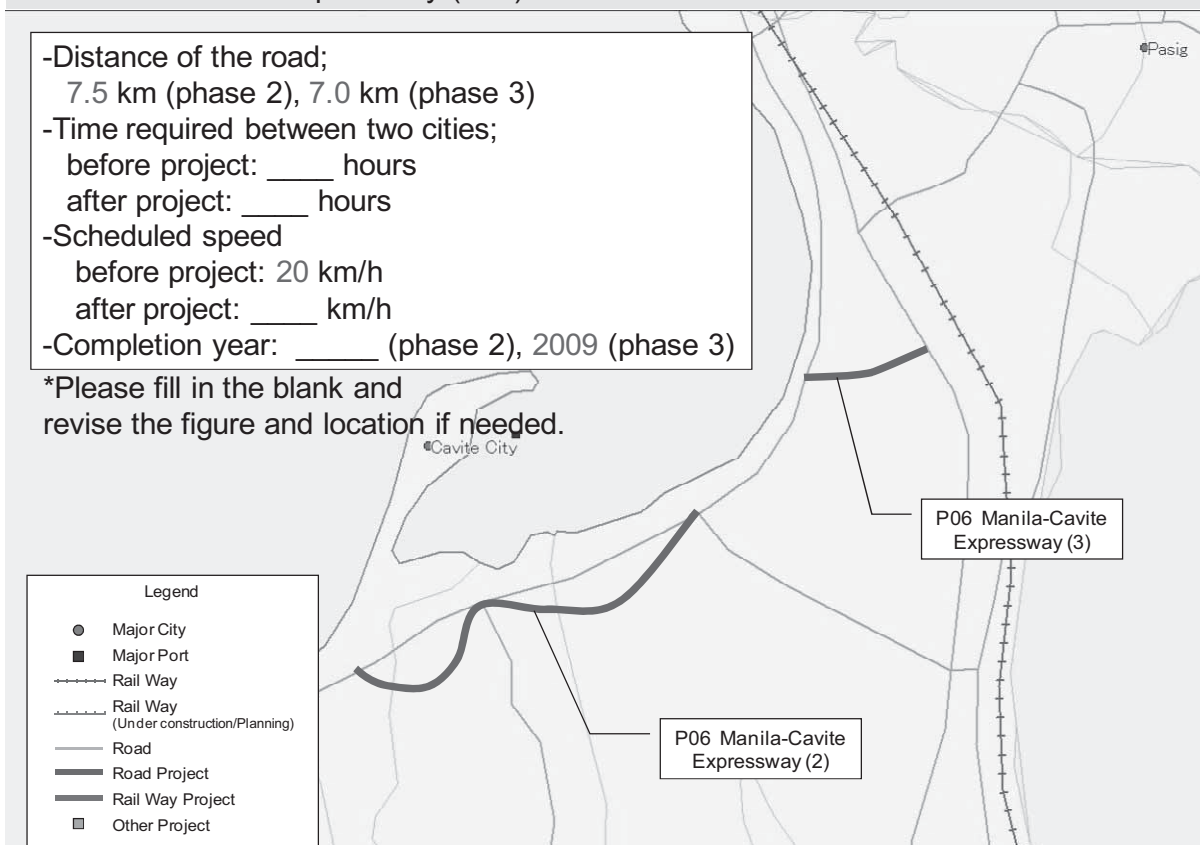 -Distance of the road;
7.5 km (phase 2), 7.0 km (phase 3)
-Time required between two cities;
before project: ____ hours
after project: ____ hours
-Scheduled speed
before project: 20 km/h
after project: ____ km/h
-Completion year: _____ (phase 2), 2009 (phase 3)
*Please fill in the blank and
revise the figure and location if needed.
Pasig
Cavite City
P06 Manila-Cavite
Expressway (3)
P06 Manila-Cavite
Expressway (2)
Legend
Major City
Major Port
Rail Way
Rail Way
(Under construction/Planning)
Road
Road Project
Rail Way Project
Other Project